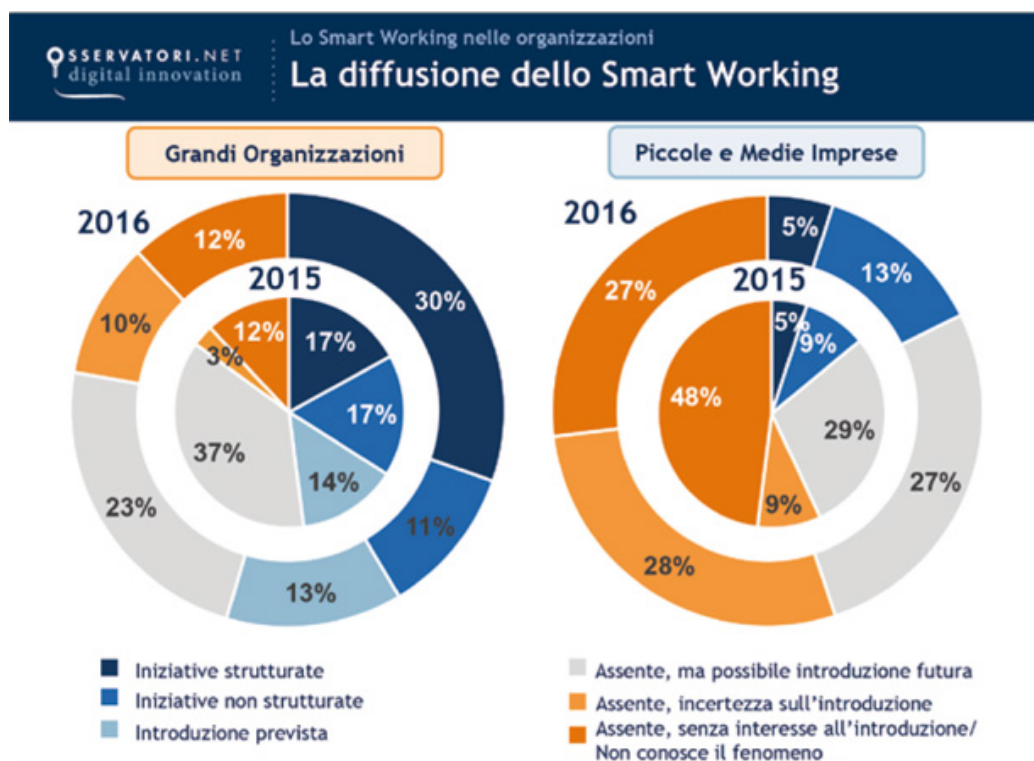 OSSERVATORI.NET
digital innovation
Lo Smart Working nelle organizzazioni
La diffusione dello Smart Working
Grandi Organizzazioni
2016
12%
30%
11%
13%
23%
10%
2015
12%
17%
17%
14%
37%
3%
Piccole e Medie Imprese
2016
5%
13%
27%
28%
27%
2015
5%
9%
29%
9%
48%
Iniziative strutturate
Iniziative non strutturate
Introduzione prevista
Assente, ma possibile introduzione futura
Assente, incertezza sull'introduzione
Assente, senza interesse all'introduzione/
Non conosce il fenomeno